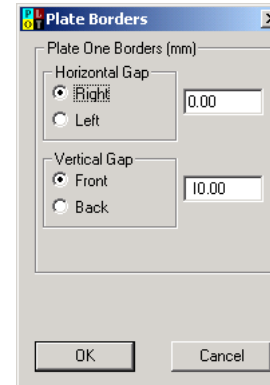 PLOT Plate Borders
Plate One Borders (mm)
Horizontal Gap
Right
0.00
Left
Vertical Gap
Front
10.00
Back
OK
Cancel